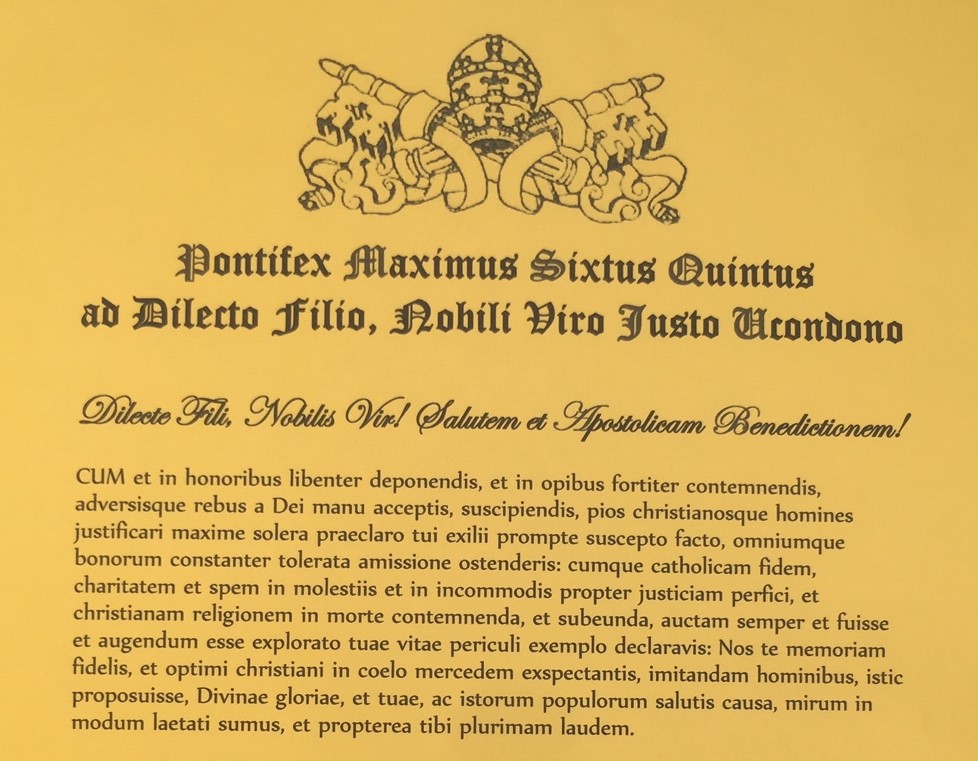 Pontifex Maximus Sixtus Quintus
ad Dilecto Filio, Nobili Viro Justo Ucondono
Dilecte Fili, Nobilis Vir! Salutem et Apostolicam Benedictionem!
CUM et in honoribus libenter deponendis, et in opibus fortiter contemnendis,
adversisque rebus a Dei manu acceptis, suscipiendis, pios christianosque homines
justificari maxime solera praeclaro tui exilii prompte suscepto facto, omniumque
bonorum constanter tolerata amissione ostenderis: cumque catholicam fidem,
charitatem et spem in molestiis et in incommodis propter justiciam perfici, et
christianam religionem in morte contemnenda, et subeunda, auctam semper et fuisse
et augendum esse explorato tuae vitae periculi exemplo declaravis: Nos te memoriam
fidelis, et optimi christiani in coelo mercedem exspectantis, imitandam hominibus, istic
proposuisse, Divinae gloriae, et tuae, ac istorum populorum salutis causa, mirum in
modum laetati sumus, et propterea tibi plurimam laudem.